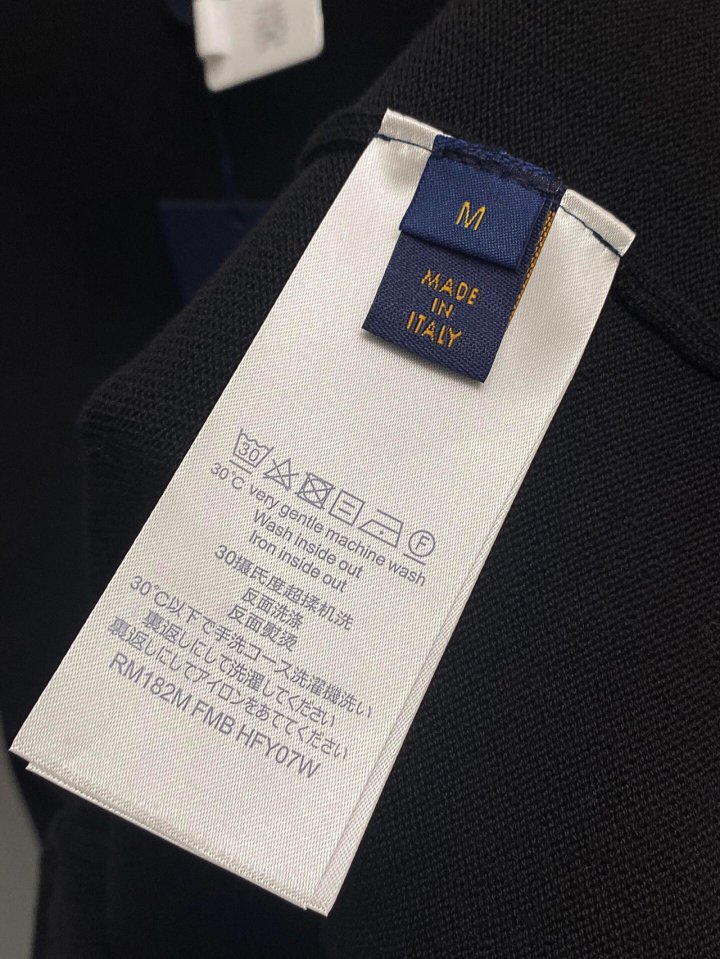 M
MADE
IN
ITALY
30
F
30°C very gentle machine wash
Wash inside out
Iron inside out
30摄氏度超揉机洗
反面洗涤
反面熨烫
30℃以下で手洗コース洗濯機洗い
裏返しにして洗濯してください
裏返しにしてアイロンをあててください
RM182M FMB HFY07W